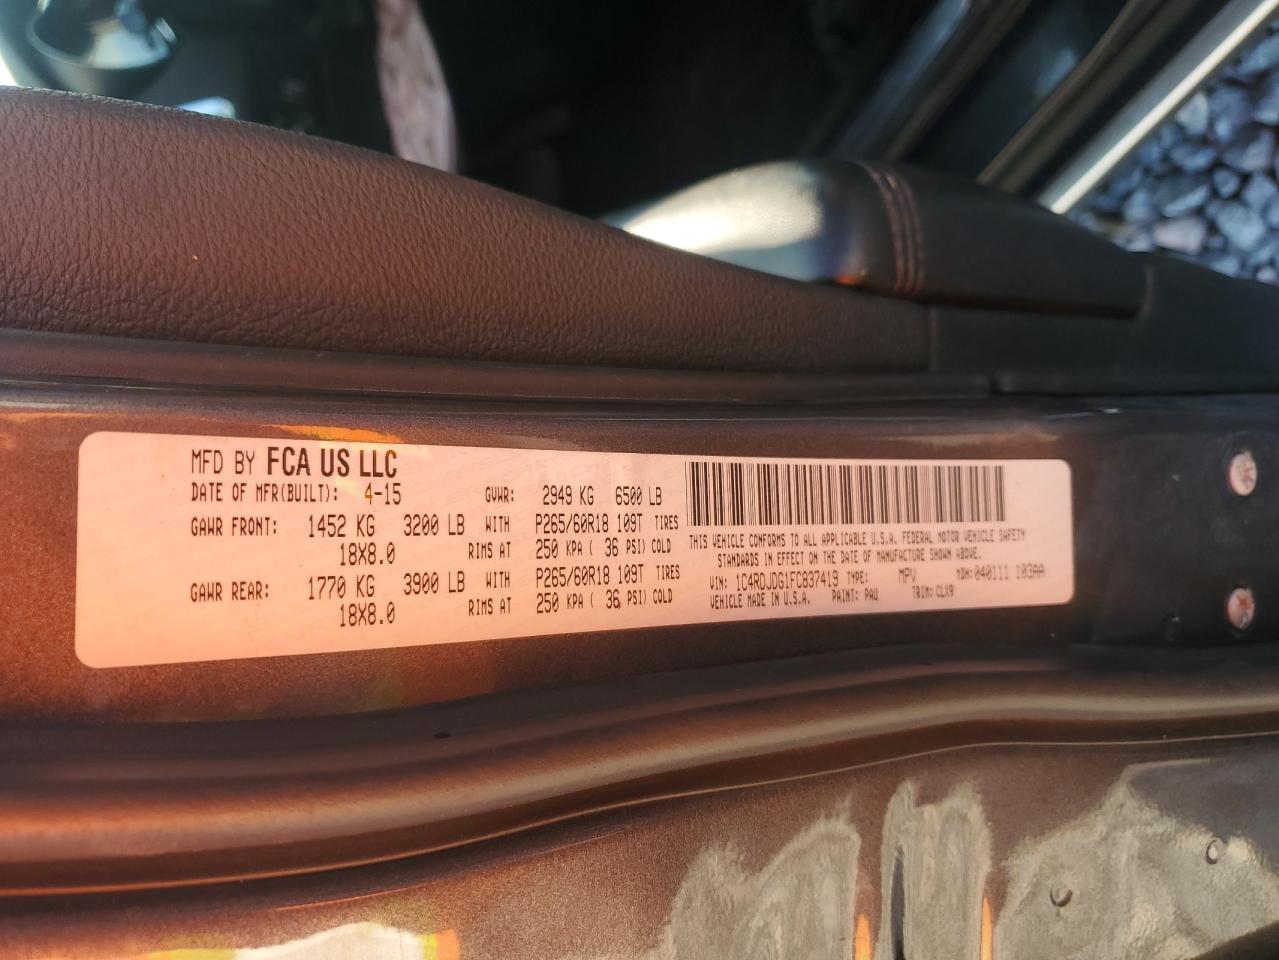 MFD BY FCA US LLC
DATE OF MFR(BUILT): 4-15 GVWR: 2949 KG 6500 LB
GAWR FRONT: 1452 KG 3200 LB WITH P265/60R18 109T TIRES
18X8.0 RIMS AT 250 KPA ( 36 PSI) COLD
GAWR REAR: 1770 KG 3900 LB WITH P265/60R18 109T TIRES
18X8.0 RIMS AT 250 KPA ( 36 PSI) COLD
THIS VEHICLE CONFORMS TO ALL APPLICABLE U.S.A. FEDERAL MOTOR VEHICLE SAFETY
STANDARDS IN EFFECT ON THE DATE OF MANUFACTURE SHOWN ABOVE.
VIN: 1C4RDJDG1FC837419 TYPE: MPV MDH: 040111 103AA
VEHICLE MADE IN U.S.A. PAINT: PAU TRIM: CLX9